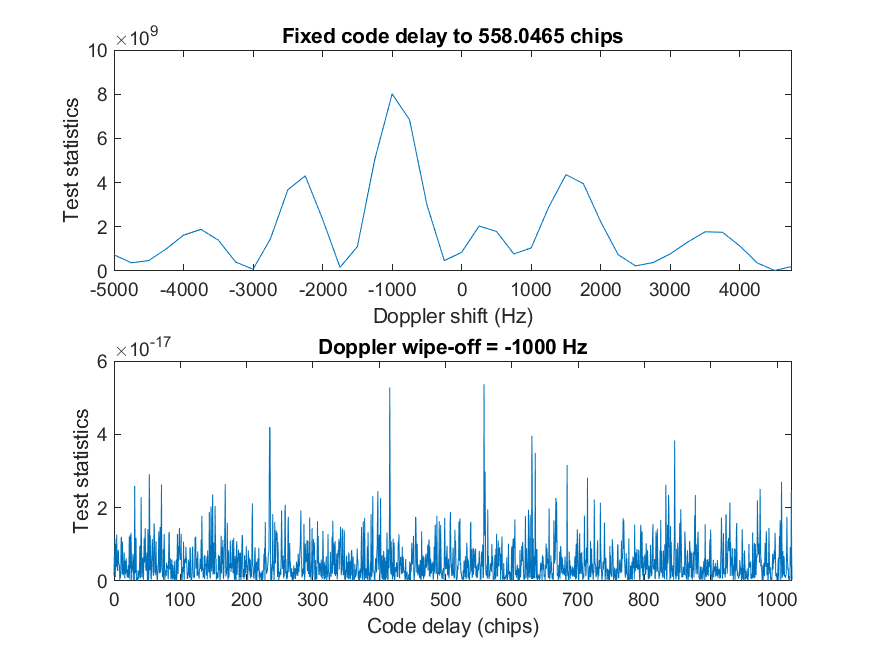 ×10^9
Fixed code delay to 558.0465 chips
Test statistics
10
8
6
4
2
0
-5000 -4000 -3000 -2000 -1000 0 1000 2000 3000 4000
Doppler shift (Hz)
×10^-17
Doppler wipe-off = -1000 Hz
Test statistics
6
4
2
0
0 100 200 300 400 500 600 700 800 900 1000
Code delay (chips)